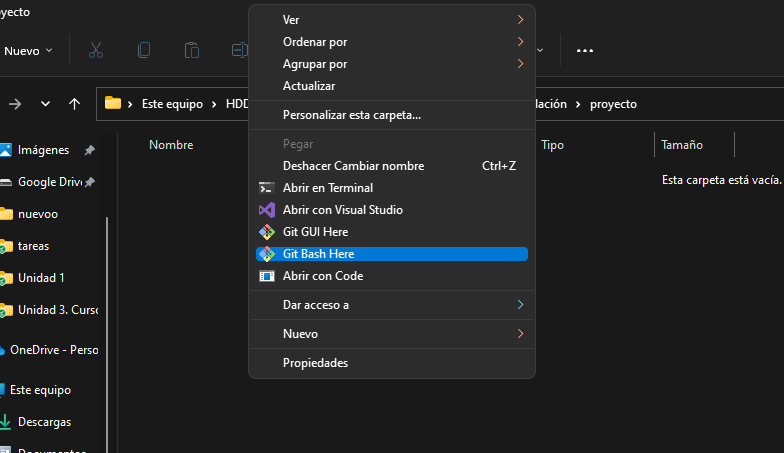 royecto
Nuevo
Este equipo
HDD
lación
proyecto
Imágenes
Google Drive
nuevoo
tareas
Unidad 1
Unidad 3. Curso
OneDrive - Perso
Este equipo
Descargas
Documentos
Nombre
Tipo
Tamaño
Esta carpeta está vacía.
Ver
Ordenar por
Agrupar por
Actualizar
Personalizar esta carpeta...
Pegar
Deshacer Cambiar nombre Ctrl+Z
Abrir en Terminal
Abrir con Visual Studio
Git GUI Here
Git Bash Here
Abrir con Code
Dar acceso a
Nuevo
Propiedades